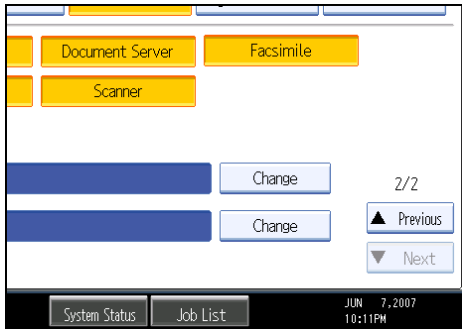 Document Server Facsimile
Scanner
Change 2/2
▲ Previous
Change
▼ Next
System Status Job List JUN 7,2007
10:11PM